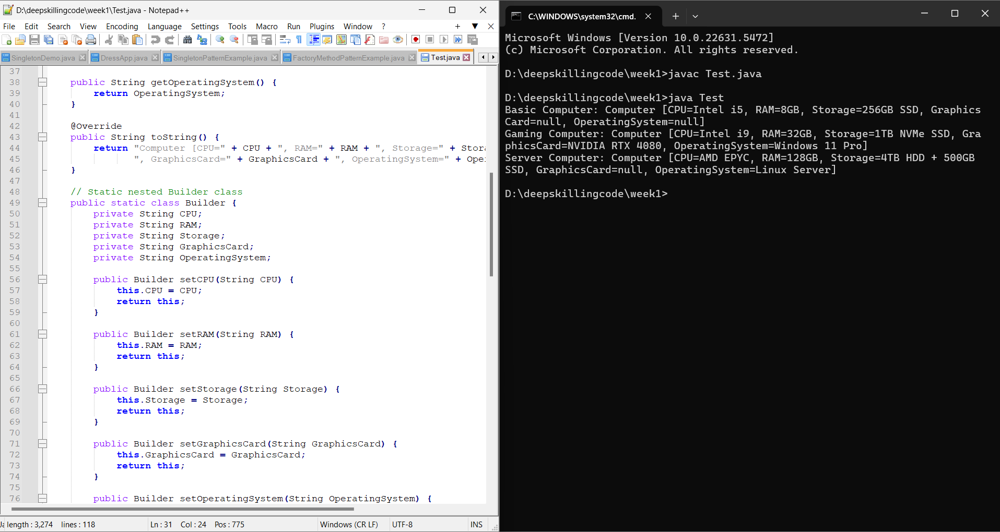 D:\deepskillingcode\week1\Test.java - Notepad++
File Edit Search View Encoding Language Settings Tools Macro Run Plugins Window ?
SingletonDemo.java DressApp.java SingletonPatternExample.java FactoryMethodPatternExample.java Test.java
37
38 public String getOperatingSystem() {
39 return OperatingSystem;
40 }
41
42 @Override
43 public String toString() {
44 return "Computer [CPU=" + CPU + ", RAM=" + RAM + ", Storage=" + Stora
45 ", GraphicsCard=" + GraphicsCard + ", OperatingSystem=" + Oper
46 }
47
48 // Static nested Builder class
49 public static class Builder {
50 private String CPU;
51 private String RAM;
52 private String Storage;
53 private String GraphicsCard;
54 private String OperatingSystem;
55
56 public Builder setCPU(String CPU) {
57 this.CPU = CPU;
58 return this;
59 }
60
61 public Builder setRAM(String RAM) {
62 this.RAM = RAM;
63 return this;
64 }
65
66 public Builder setStorage(String Storage) {
67 this.Storage = Storage;
68 return this;
69 }
70
71 public Builder setGraphicsCard(String GraphicsCard) {
72 this.GraphicsCard = GraphicsCard;
73 return this;
74 }
75
76 public Builder setOperatingSystem(String OperatingSystem) {
length : 3,274 lines : 118 Ln : 31 Col : 24 Pos : 775 Windows (CR LF) UTF-8 INS
C:\WINDOWS\system32\cmd.
Microsoft Windows [Version 10.0.22631.5472]
(c) Microsoft Corporation. All rights reserved.
D:\deepskillingcode\week1>javac Test.java
D:\deepskillingcode\week1>java Test
Basic Computer: Computer [CPU=Intel i5, RAM=8GB, Storage=256GB SSD, Graphics
Card=null, OperatingSystem=null]
Gaming Computer: Computer [CPU=Intel i9, RAM=32GB, Storage=1TB NVMe SSD, Gra
phicsCard=NVIDIA RTX 4080, OperatingSystem=Windows 11 Pro]
Server Computer: Computer [CPU=AMD EPYC, RAM=128GB, Storage=4TB HDD + 500GB
SSD, GraphicsCard=null, OperatingSystem=Linux Server]
D:\deepskillingcode\week1>